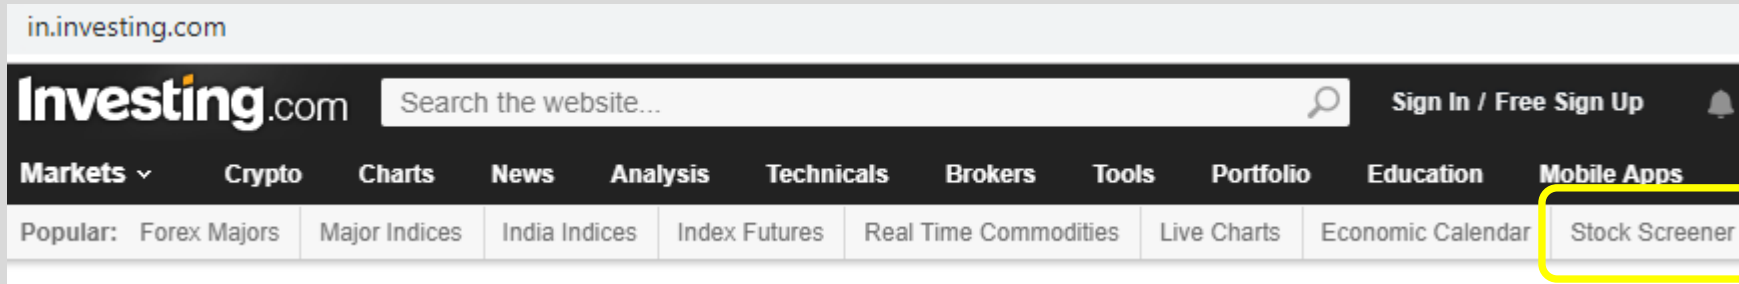 in.investing.com
Investing.com Search the website... Sign In / Free Sign Up
Markets Crypto Charts News Analysis Technicals Brokers Tools Portfolio Education Mobile Apps
Popular: Forex Majors Major Indices India Indices Index Futures Real Time Commodities Live Charts Economic Calendar Stock Screener